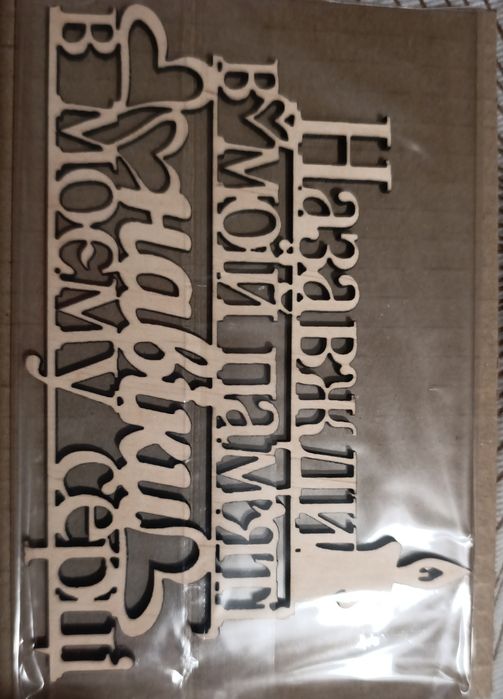 Назавжди
в моїй пам'яті
навіки
в моєму серці